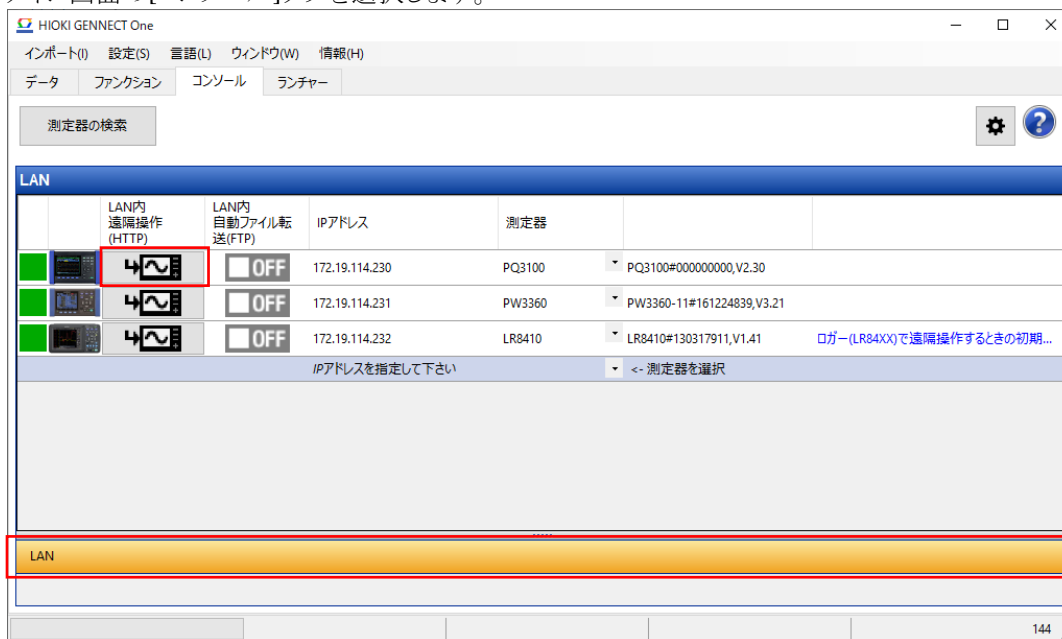 HIOKI GENNECT One
インポート(I) 設定(S) 言語(L) ウィンドウ(W) 情報(H)
データ ファンクション コンソール ランチャー
測定器の検索
LAN
LAN内
遠隔操作
(HTTP)
LAN内
自動ファイル転
送(FTP)
IPアドレス
測定器
OFF 172.19.114.230 PQ3100 PQ3100#000000000,V2.30
OFF 172.19.114.231 PW3360 PW3360-11#161224839,V3.21
OFF 172.19.114.232 LR8410 LR8410#130317911,V1.41 ロガー(LR84XX)で遠隔操作するときの初期...
IPアドレスを指定して下さい <- 測定器を選択
LAN
144